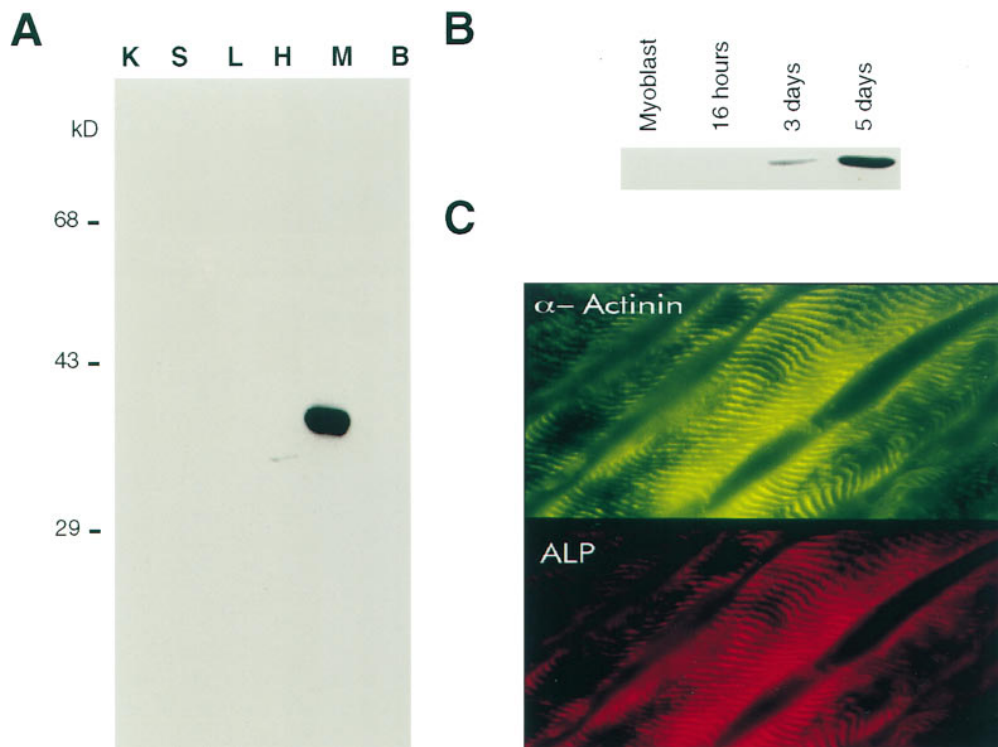 A
K S L H M B
kD
68
43
29
B
Myoblast
16 hours
3 days
5 days
C
α– Actinin
ALP